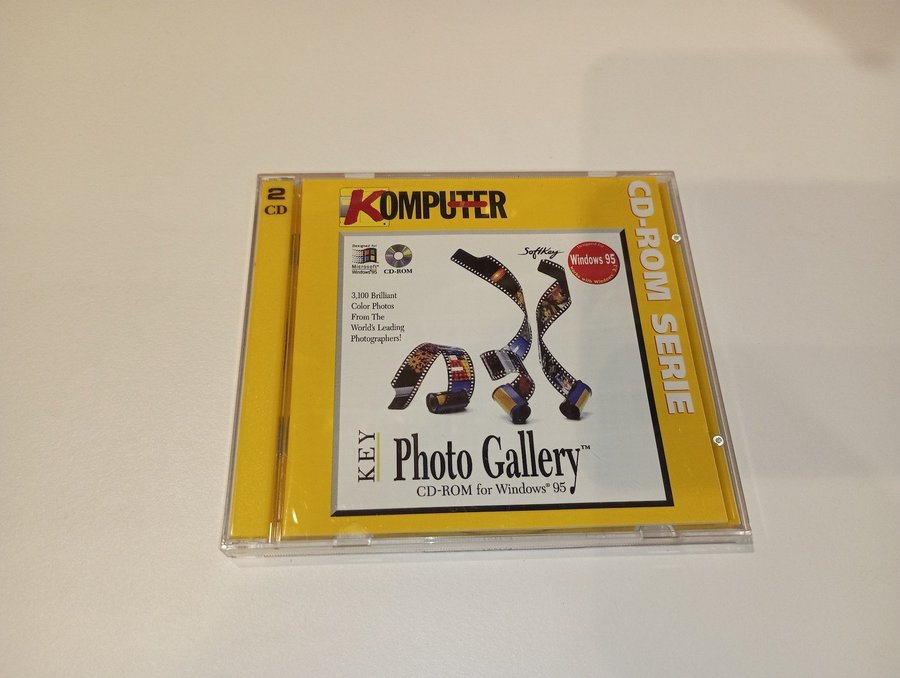 2
CD
KOMPUTER
CD-ROM SERIE
Designed for
Microsoft®
Windows®95
CD-ROM
SoftKey
Windows 95
3,100 Brilliant
Color Photos
From The
World's Leading
Photographers!
KEY
Photo Gallery™
CD-ROM for Windows® 95